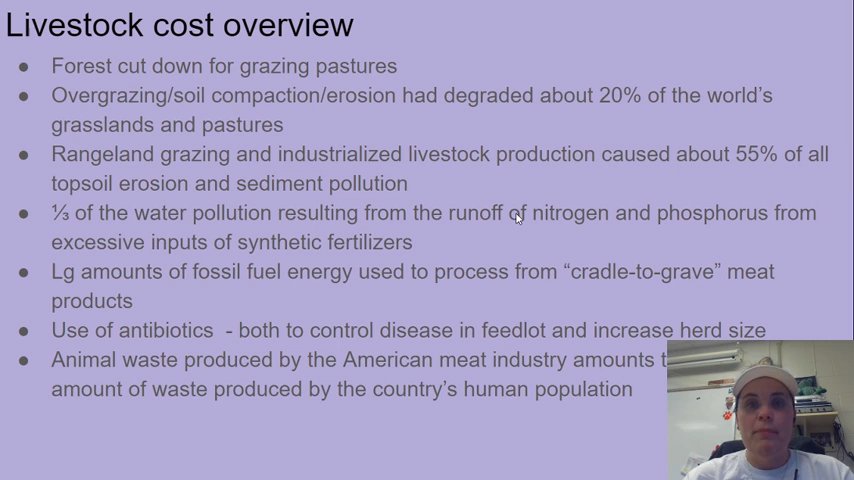 Livestock cost overview
● Forest cut down for grazing pastures
● Overgrazing/soil compaction/erosion had degraded about 20% of the world's
grasslands and pastures
● Rangeland grazing and industrialized livestock production caused about 55% of all
topsoil erosion and sediment pollution
● ⅓ of the water pollution resulting from the runoff of nitrogen and phosphorus from
excessive inputs of synthetic fertilizers
● Lg amounts of fossil fuel energy used to process from “cradle-to-grave” meat
products
● Use of antibiotics - both to control disease in feedlot and increase herd size
● Animal waste produced by the American meat industry amounts
amount of waste produced by the country's human population